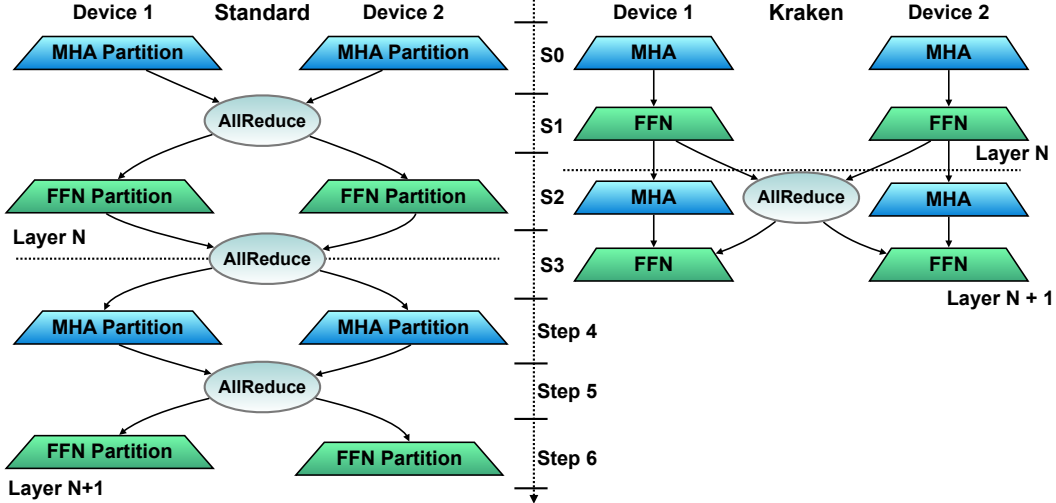 Device 1
Standard
Device 2
MHA Partition
MHA Partition
AllReduce
FFN Partition
FFN Partition
Layer N
AllReduce
MHA Partition
MHA Partition
AllReduce
FFN Partition
FFN Partition
Layer N+1
S0
S1
S2
S3
Step 4
Step 5
Step 6
Device 1
Kraken
Device 2
MHA
MHA
FFN
FFN
Layer N
MHA
AllReduce
MHA
FFN
FFN
Layer N + 1